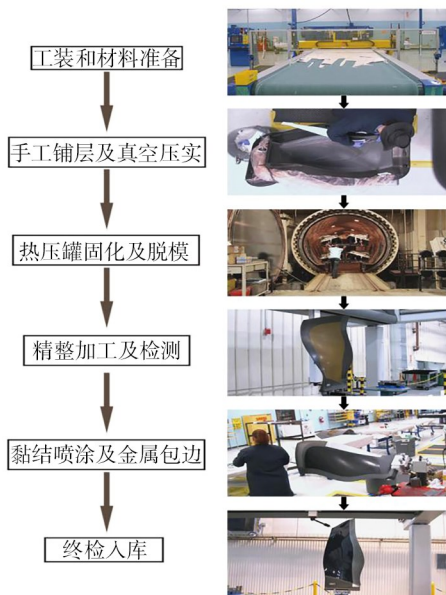 工装和材料准备
手工铺层及真空压实
热压罐固化及脱模
精整加工及检测
黏结喷涂及金属包边
终检入库